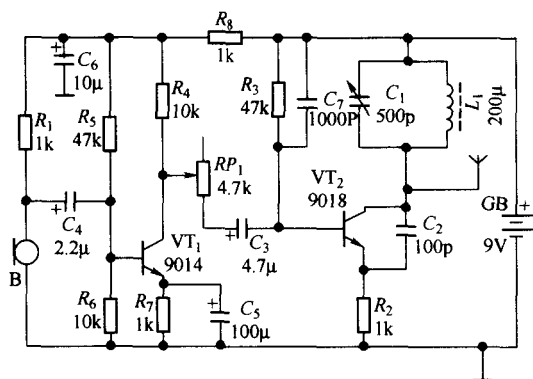 R₈
1k
C₆
10μ
R₁
1k
R₅
47k
R₄
10k
R₃
47k
C₇
1000P
C₁
500p
L₁
200μ
RP₁
4.7k
C₄
2.2μ
VT₁
9014
C₃
4.7μ
VT₂
9018
C₂
100p
GB
9V
B
R₆
10k
R₇
1k
C₅
100μ
R₂
1k